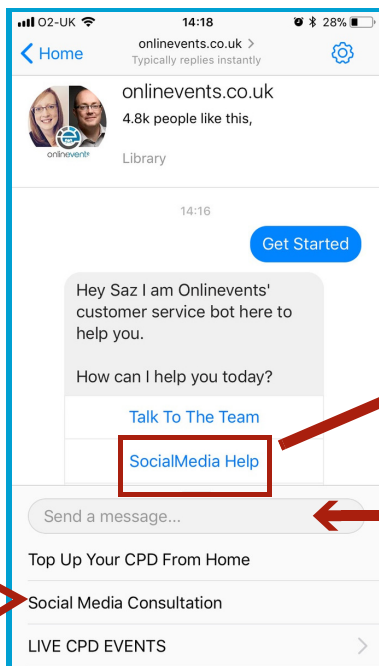 O2-UK 14:18 28%
Home onlinevents.co.uk >
Typically replies instantly
onlinevents.co.uk
4.8k people like this,
onlinevents
Library
14:16
Get Started
Hey Saz I am Onlinevents'
customer service bot here to
help you.
How can I help you today?
Talk To The Team
SocialMedia Help
Send a message...
Top Up Your CPD From Home
Social Media Consultation
LIVE CPD EVENTS